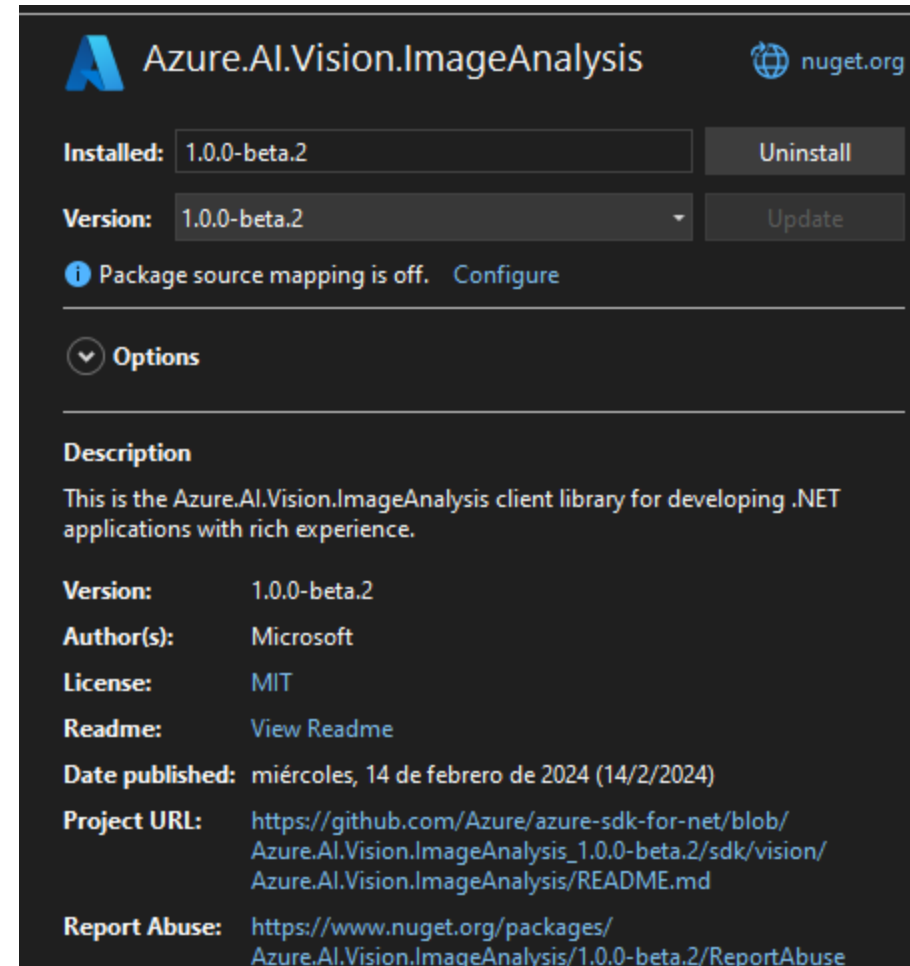 Azure.AI.Vision.ImageAnalysis
nuget.org
Installed: 1.0.0-beta.2 Uninstall
Version: 1.0.0-beta.2 Update
Package source mapping is off. Configure
Options
Description
This is the Azure.AI.Vision.ImageAnalysis client library for developing .NET
applications with rich experience.
Version: 1.0.0-beta.2
Author(s): Microsoft
License: MIT
Readme: View Readme
Date published: miércoles, 14 de febrero de 2024 (14/2/2024)
Project URL: https://github.com/Azure/azure-sdk-for-net/blob/
Azure.AI.Vision.ImageAnalysis_1.0.0-beta.2/sdk/vision/
Azure.AI.Vision.ImageAnalysis/README.md
Report Abuse: https://www.nuget.org/packages/
Azure.AI.Vision.ImageAnalysis/1.0.0-beta.2/ReportAbuse